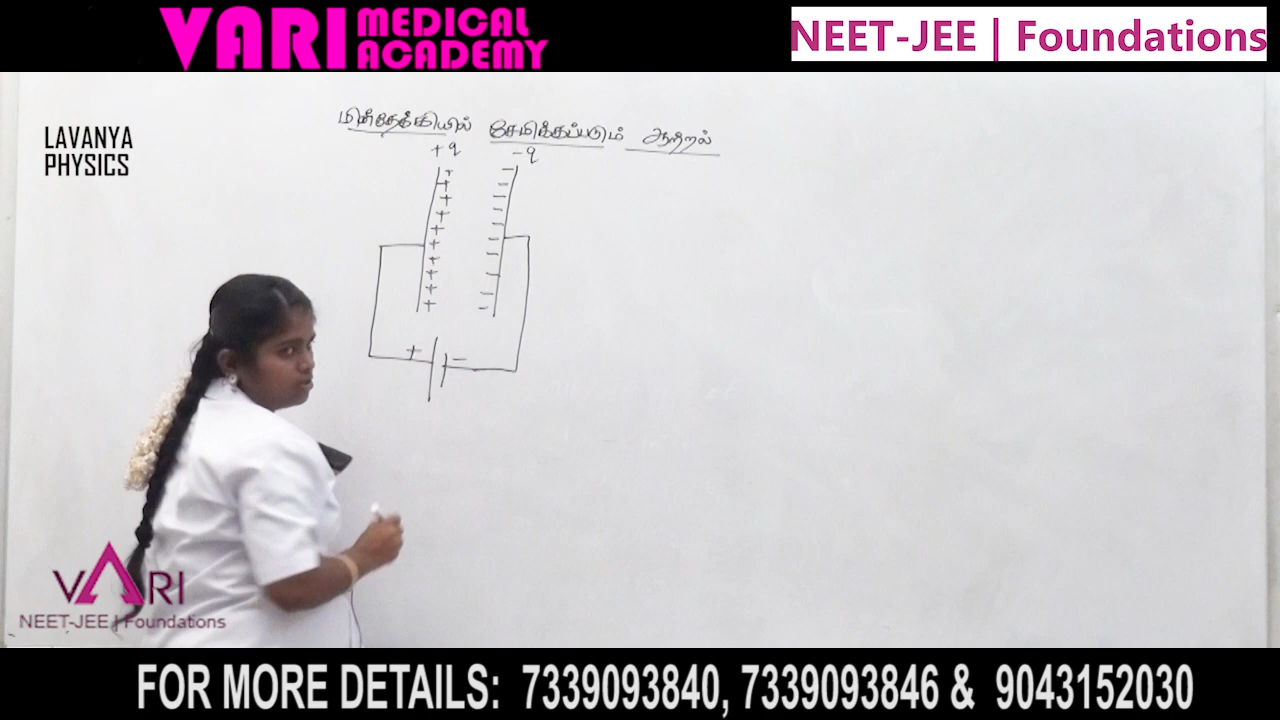 VARI MEDICAL ACADEMY
NEET-JEE | Foundations
LAVANYA
PHYSICS
மின்தேக்கியில் சேமிக்கப்படும் ஆற்றல்
+q -q
+ -
+ -
+ -
+ -
+ -
+ -
+ -
+ -
+ -
+ -
+ -
VARI
NEET-JEE | Foundations
FOR MORE DETAILS: 7339093840, 7339093846 & 9043152030